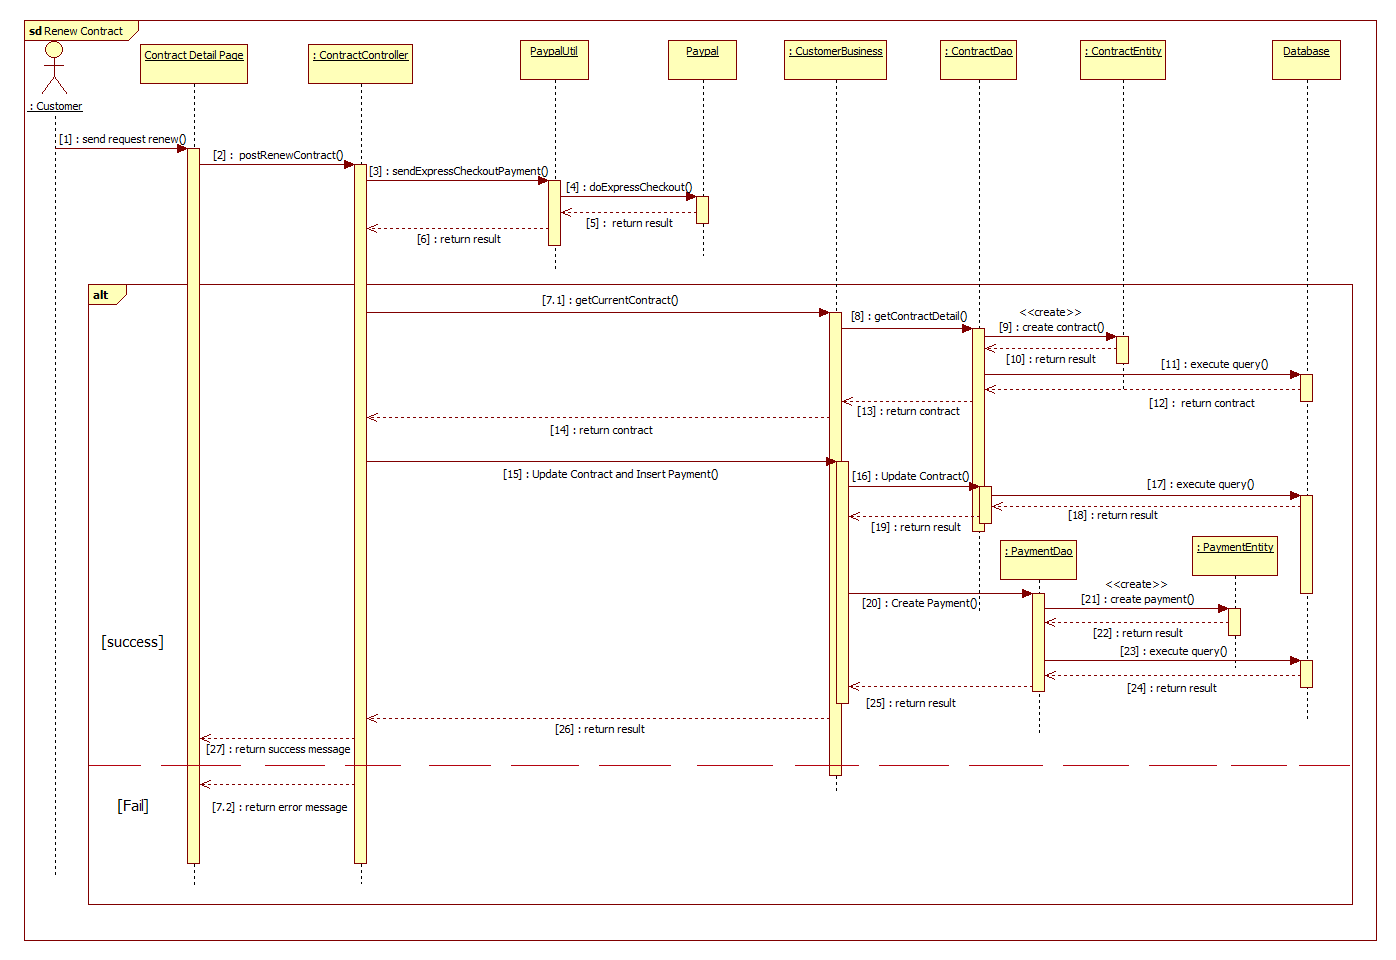 sd Renew Contract
: Customer
Contract Detail Page
: ContractController
PaypalUtil
Paypal
: CustomerBusiness
: ContractDao
: ContractEntity
Database
[1] : send request renew()
[2] : postRenewContract()
[3] : sendExpressCheckoutPayment()
[4] : doExpressCheckout()
[5] : return result
[6] : return result
alt
[7.1] : getCurrentContract()
[8] : getContractDetail()
<<create>>
[9] : create contract()
[10] : return result
[11] : execute query()
[12] : return contract
[13] : return contract
[14] : return contract
[15] : Update Contract and Insert Payment()
[16] : Update Contract()
[17] : execute query()
[18] : return result
[19] : return result
: PaymentDao
: PaymentEntity
[20] : Create Payment()
<<create>>
[21] : create payment()
[22] : return result
[success]
[23] : execute query()
[24] : return result
[25] : return result
[26] : return result
[27] : return success message
[Fail]
[7.2] : return error message